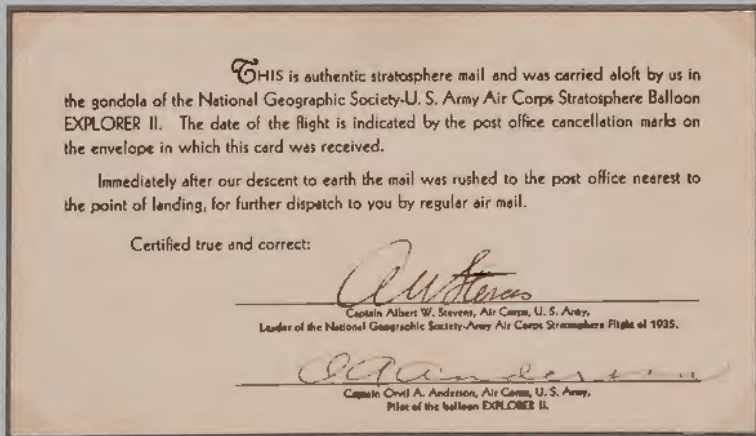 THIS is authentic stratosphere mail and was carried aloft by us in
the gondola of the National Geographic Society-U. S. Army Air Corps Stratosphere Balloon
EXPLORER II. The date of the flight is indicated by the post office cancellation marks on
the envelope in which this card was received.
Immediately after our descent to earth the mail was rushed to the post office nearest to
the point of landing, for further dispatch to you by regular air mail.
Certified true and correct:
A W Stevens
Captain Albert W. Stevens, Air Corps, U. S. Army,
Leader of the National Geographic Society-Army Air Corps Stratosphere Flight of 1935.
O A Anderson
Captain Orvil A. Anderson, Air Corps, U. S. Army,
Pilot of the balloon EXPLORER II.